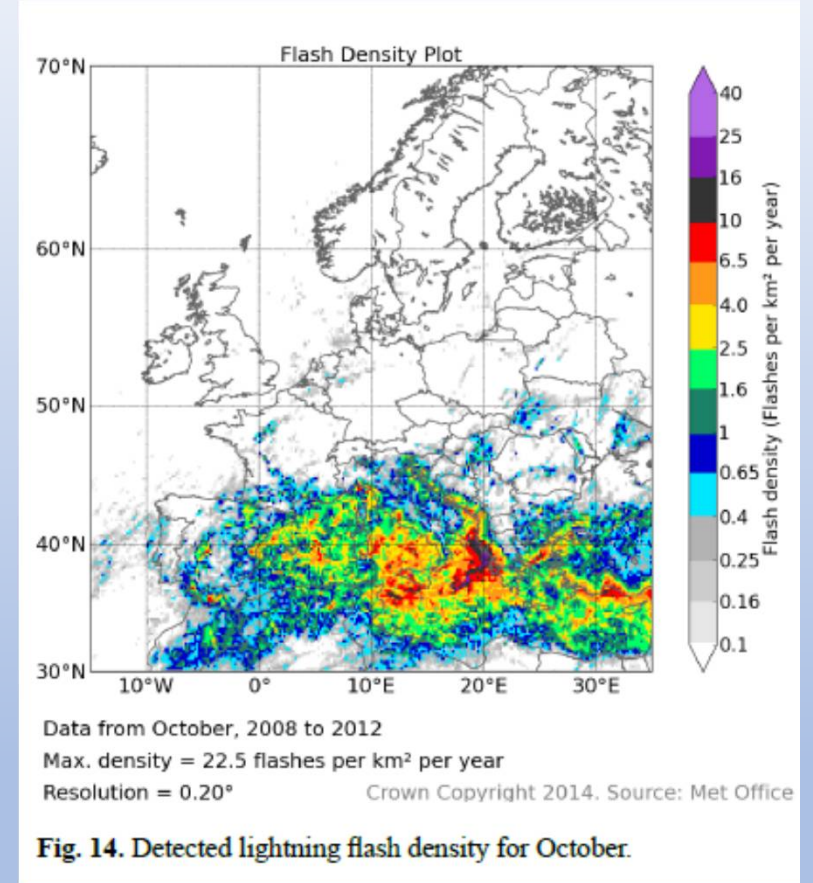 Flash Density Plot
70°N
60°N
50°N
40°N
30°N
10°W 0° 10°E 20°E 30°E
40
25
16
10
6.5
4.0
2.5
1.6
1
0.65
0.4
0.25
0.16
0.1
Flash density (Flashes per km² per year)
Data from October, 2008 to 2012
Max. density = 22.5 flashes per km² per year
Resolution = 0.20°
Crown Copyright 2014. Source: Met Office
Fig. 14. Detected lightning flash density for October.